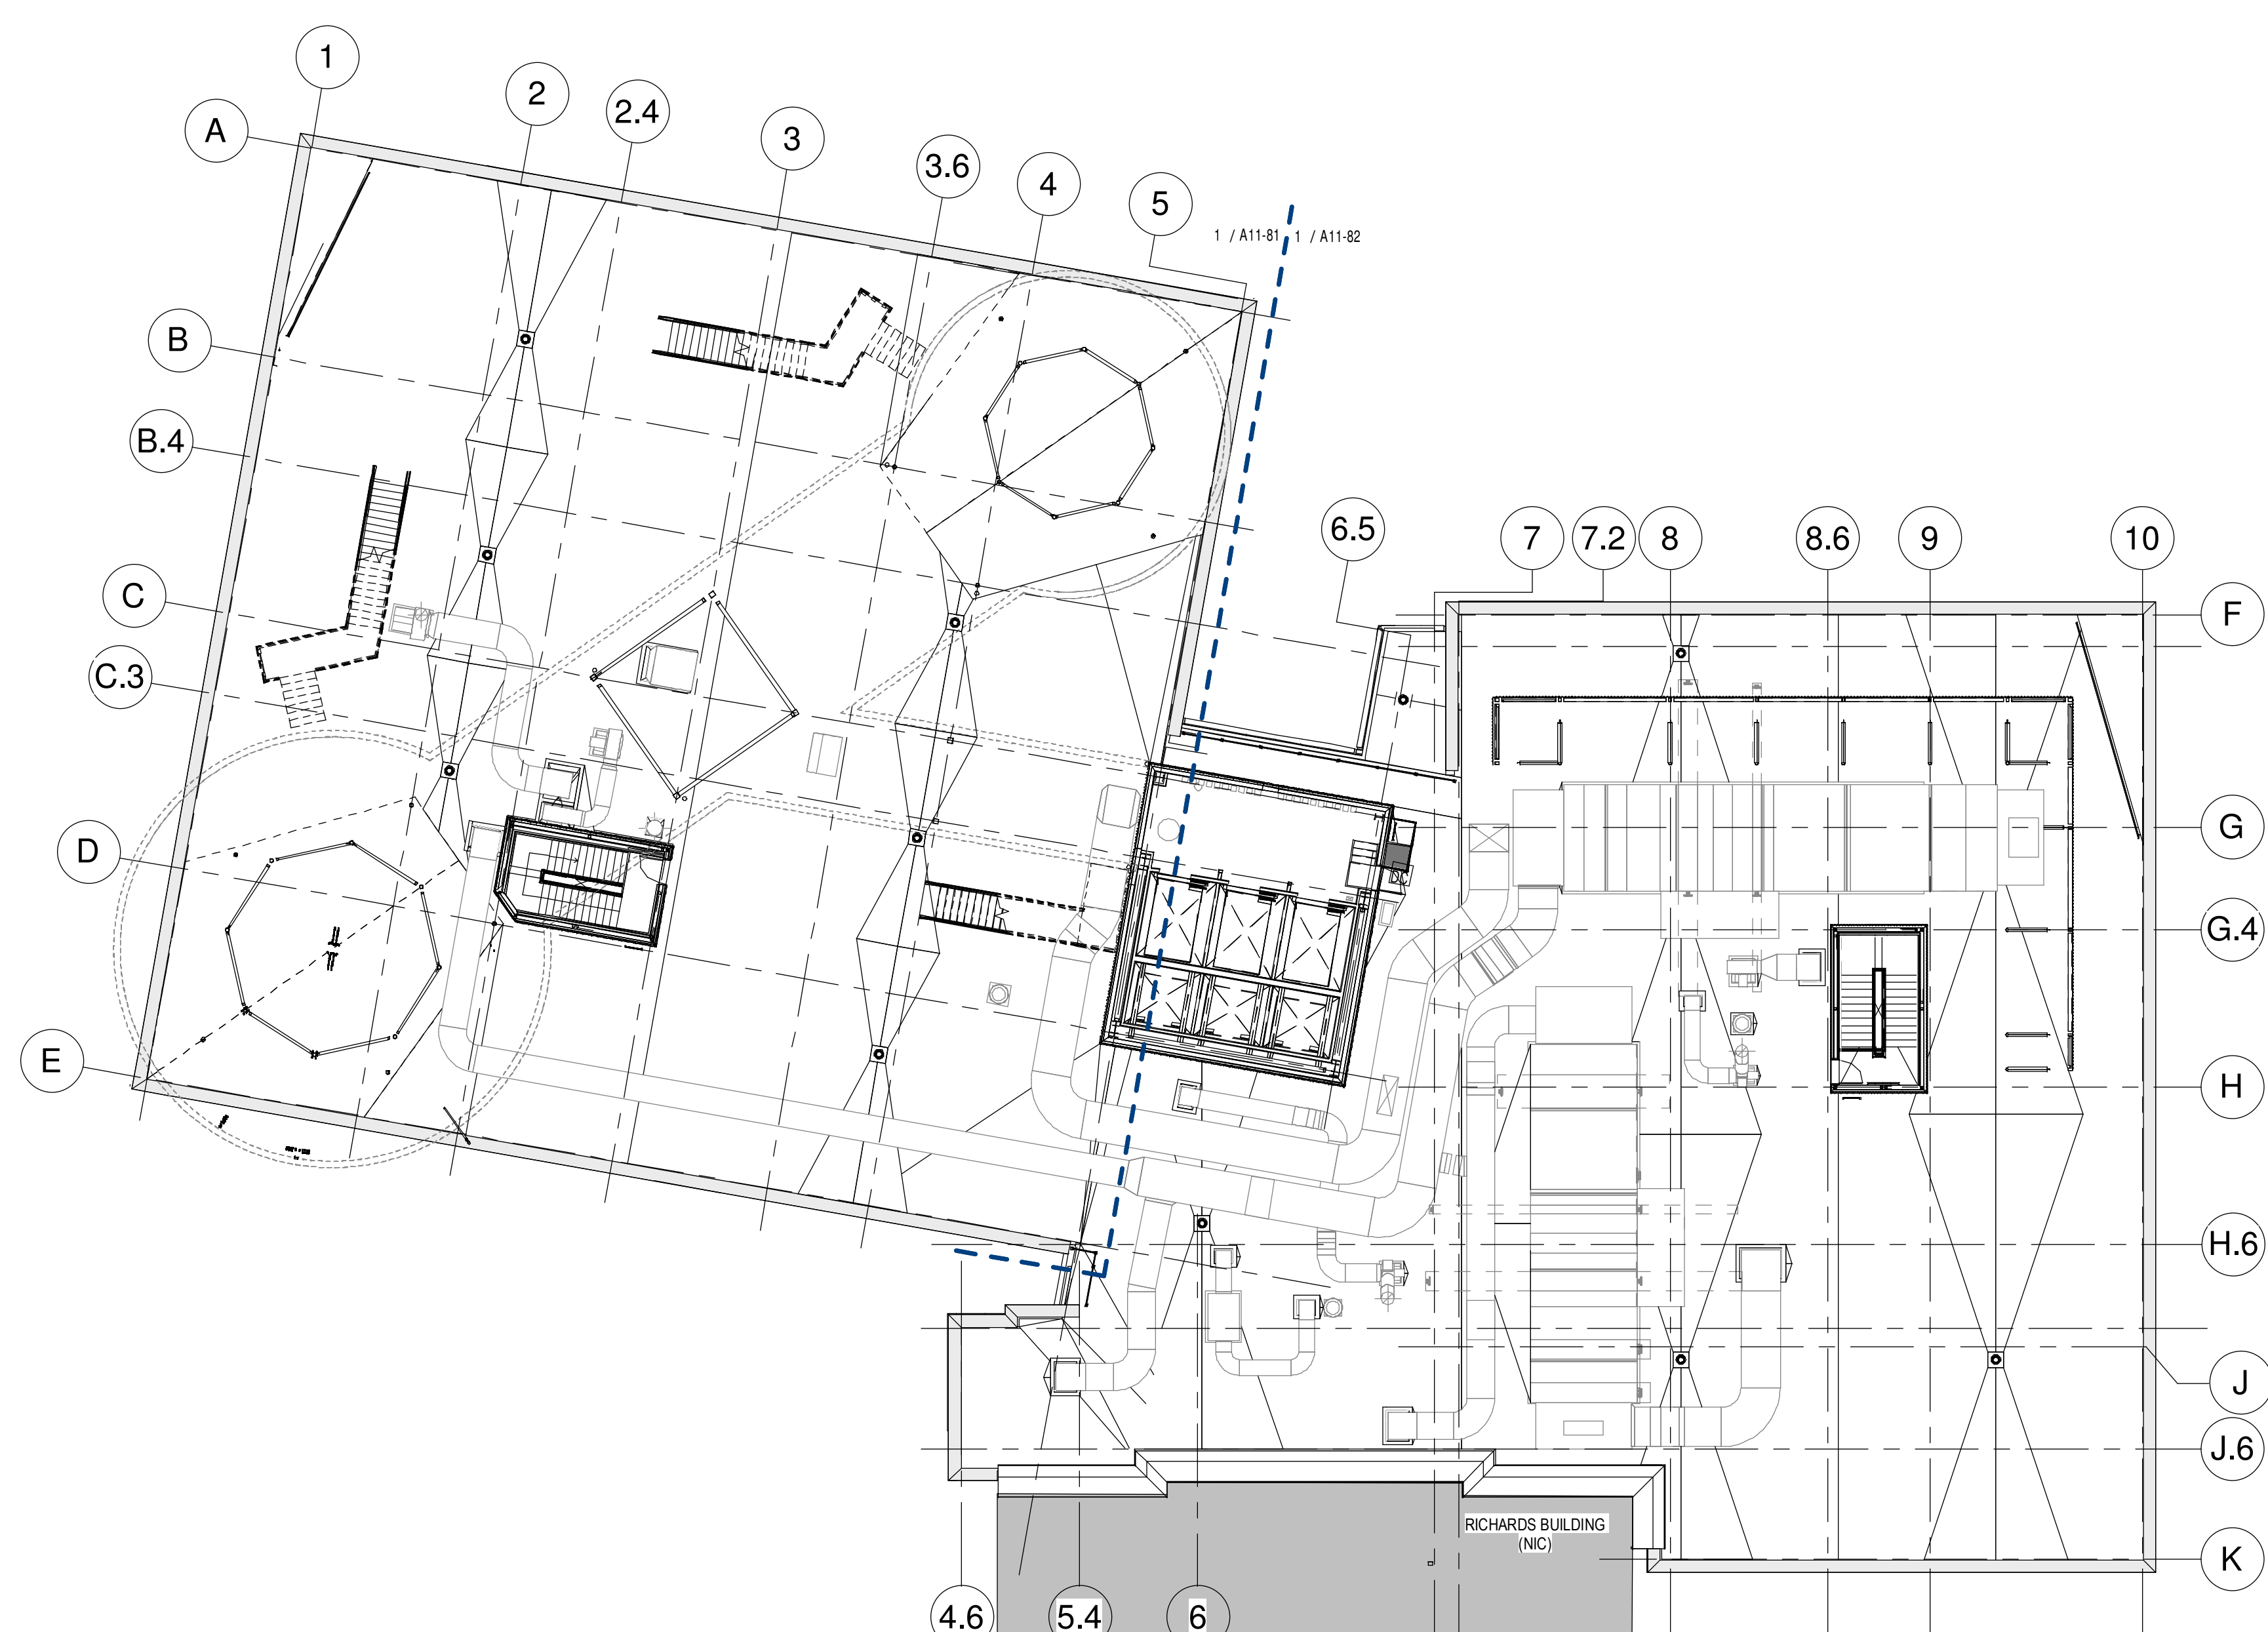 1
2
2.4
3
3.6
4
5
A
1 / A11-81
1 / A11-82
B
B.4
6.5
7
7.2
8
8.6
9
10
C
F
C.3
G
D
DC
G.4
E
H
H.6
J
J.6
RICHARDS BUILDING
(NIC)
K
4.6
5.4
6